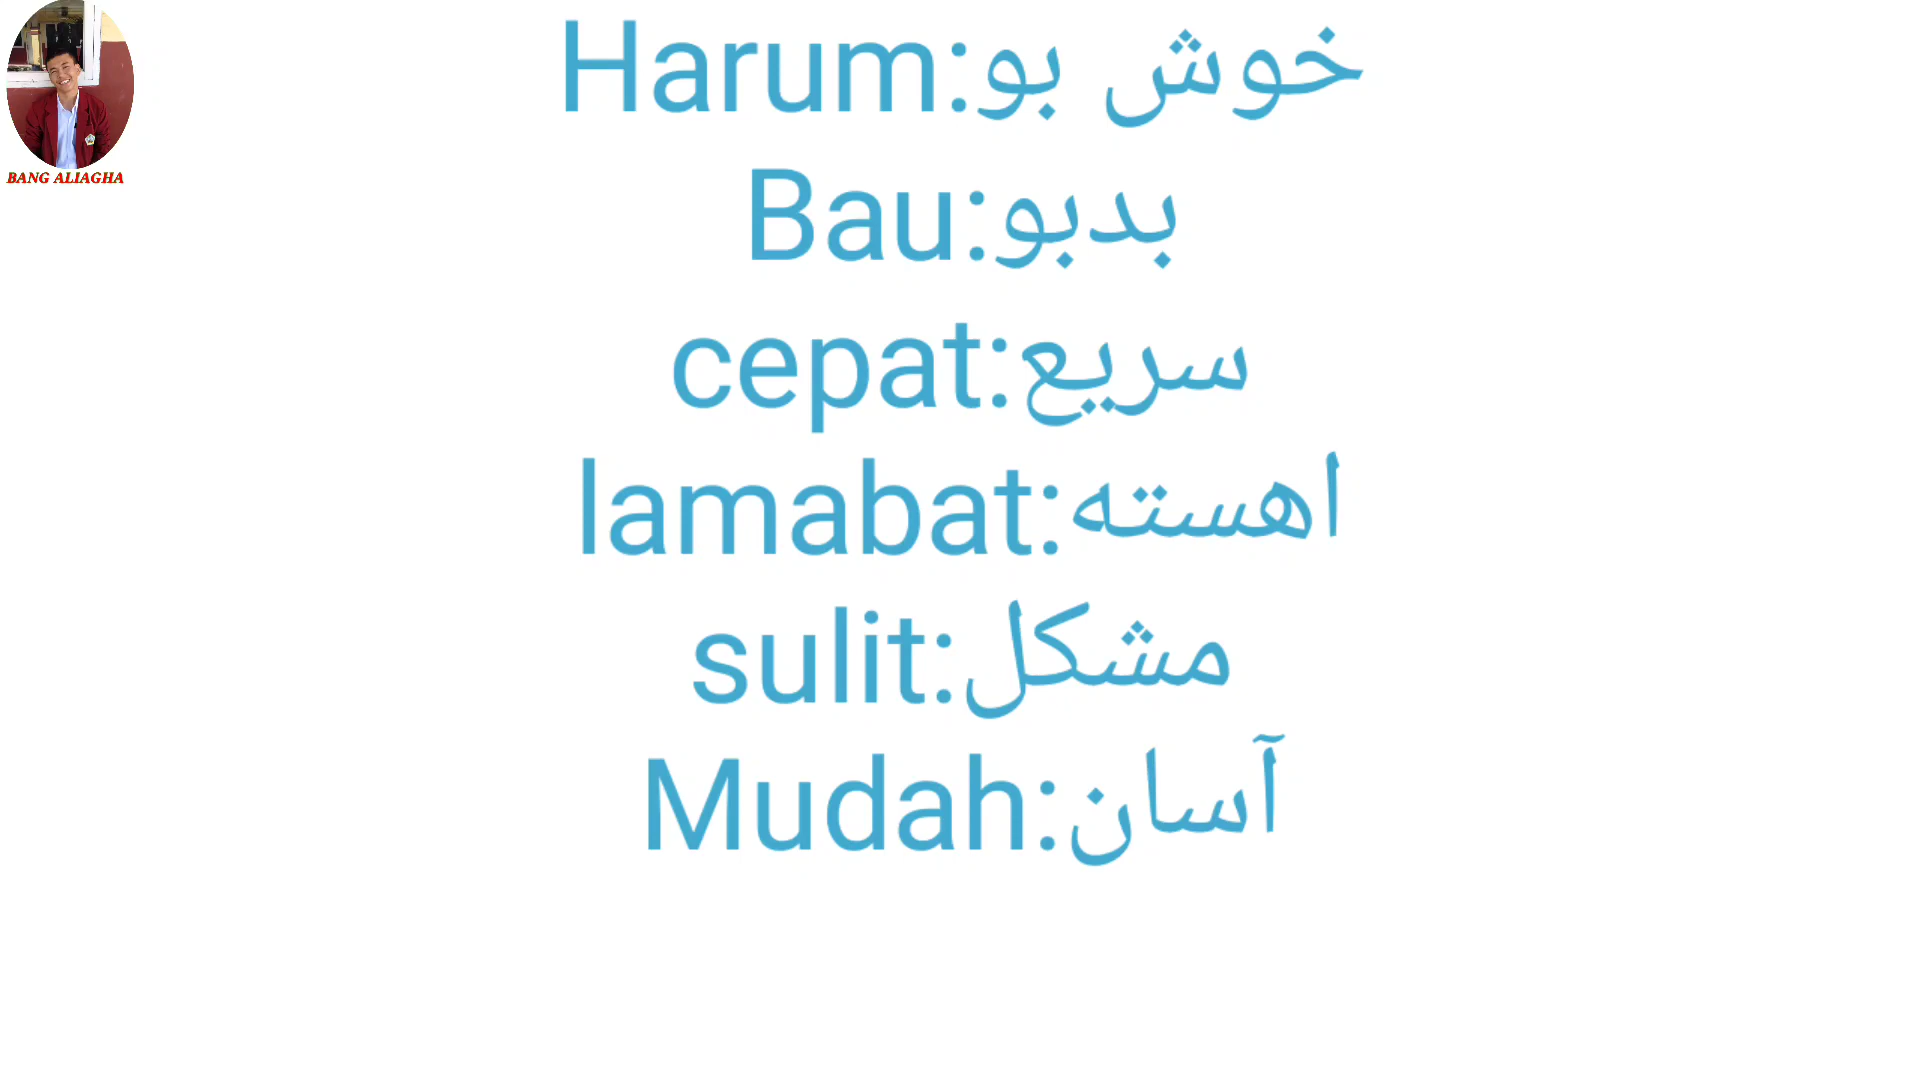 BANG ALIAGHA
Harum:خوش بو
Bau:بدبو
cepat:سریع
lamabat:اهسته
sulit:مشکل
Mudah:آسان